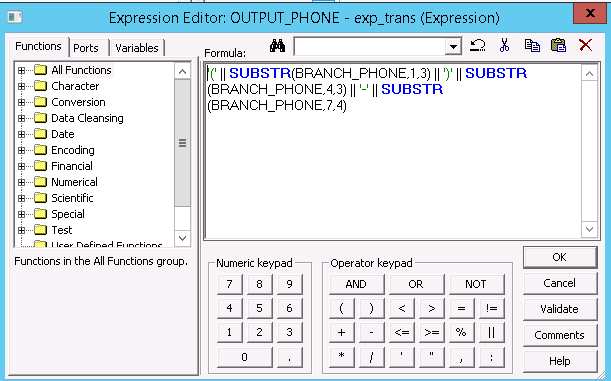 Expression Editor: OUTPUT_PHONE - exp_trans (Expression)
X
Functions
Ports
Variables
Formula:
All Functions
Character
Conversion
Data Cleansing
Date
Encoding
Financial
Numerical
Scientific
Special
Test
User Defined Functions
'(' || SUBSTR(BRANCH_PHONE,1,3) || ')' || SUBSTR
(BRANCH_PHONE,4,3) || '-' || SUBSTR
(BRANCH_PHONE,7,4)
Functions in the All Functions group.
Numeric keypad
7 8 9
4 5 6
1 2 3
0 .
Operator keypad
AND OR NOT
( ) < > = !=
+ - <= >= % ||
* / ' " , :
OK
Cancel
Validate
Comments
Help